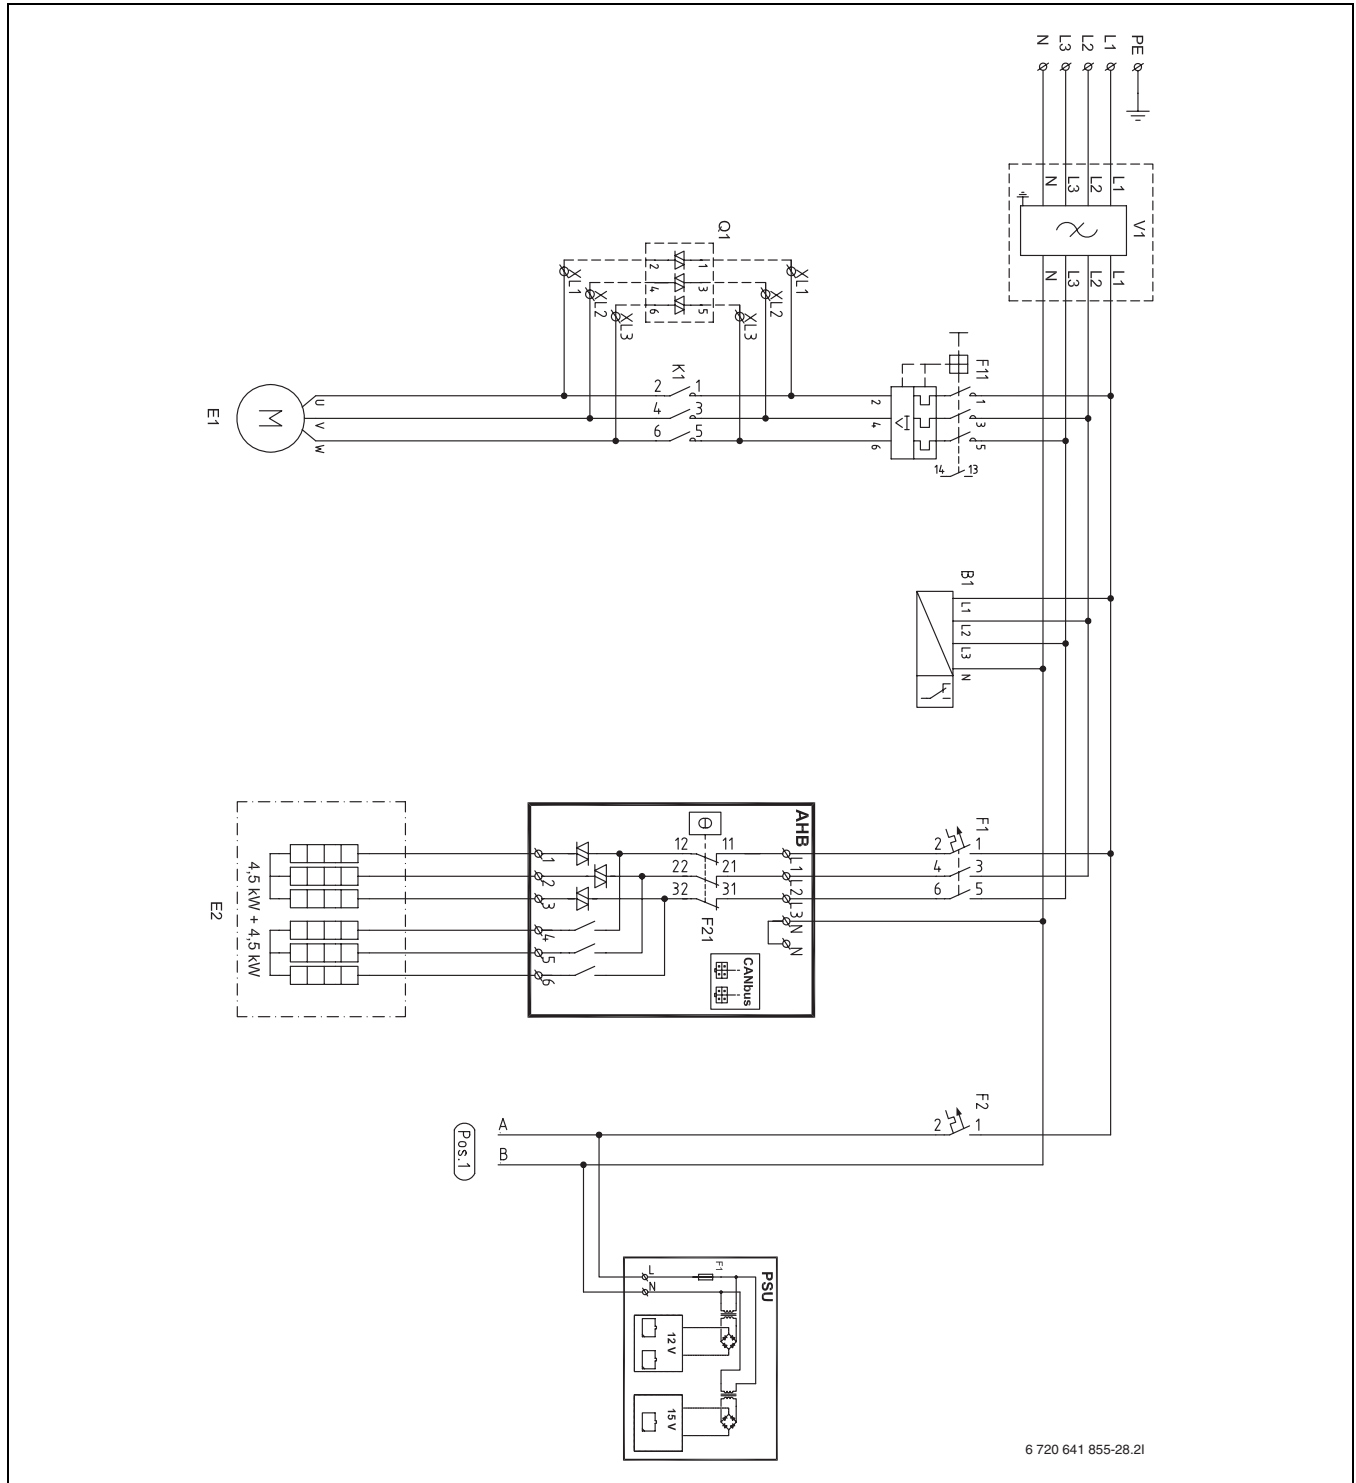 PE
L1
L2
L3
N
L1
L2
L3
N
V1
L1
L2
L3
N
Q1
1
2
3
4
5
6
XL1
XL2
XL3
XL1
XL2
XL3
K1
2 1
4 3
6 5
F11
I>
2
4
6
1
3
5
14 13
E1
M
U
V
W
B1
L1
L2
L3
N
F1
2 1
4 3
6 5
AHB
L1
L2
L3
N
N
θ
12 11
22 21
32 31
F21
1
2
3
4
5
6
CANbus
E2
4,5 kW + 4,5 kW
F2
2 1
A
B
Pos.1
PSU
L
N
F1
12 V
15 V
6 720 641 855-28.2I